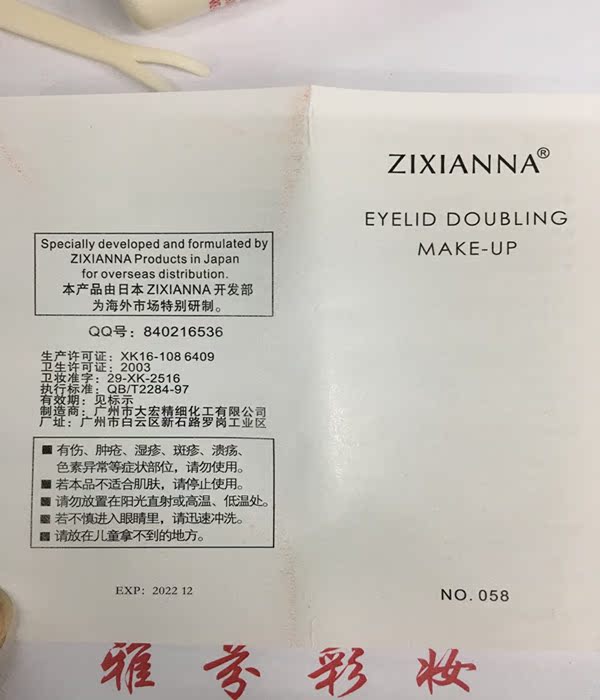 Specially developed and formulated by
ZIXIANNA Products in Japan
for overseas distribution.
本产品由日本 ZIXIANNA 开发部
为海外市场特别研制。
QQ号：840216536
生产许可证：XK16-108 6409
卫生许可证：2003
卫妆准字：29-XK-2516
执行标准：QB/T2284-97
有效期：见标示
制造商：广州市大宏精细化工有限公司
厂址：广州市白云区新石路罗岗工业区
■ 有伤、肿疮、湿疹、斑疹、溃疡、
色素异常等症状部位，请勿使用。
■ 若本品不适合肌肤，请停止使用。
■ 请勿放置在阳光直射或高温、低温处。
■ 若不慎进入眼睛里，请迅速冲洗。
■ 请放在儿童拿不到的地方。
EXP: 2022 12
ZIXIANNA®
EYELID DOUBLING
MAKE-UP
NO. 058
雅芬彩妆